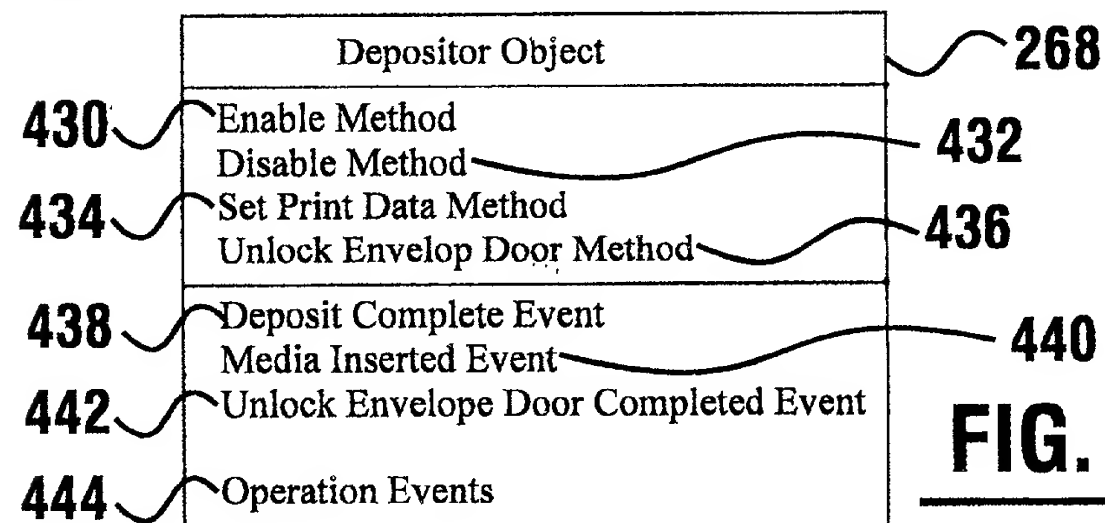 Depositor Object 268
430 Enable Method
Disable Method 432
434 Set Print Data Method
Unlock Envelop Door Method 436
438 Deposit Complete Event
Media Inserted Event 440
442 Unlock Envelope Door Completed Event
FIG.
444 Operation Events